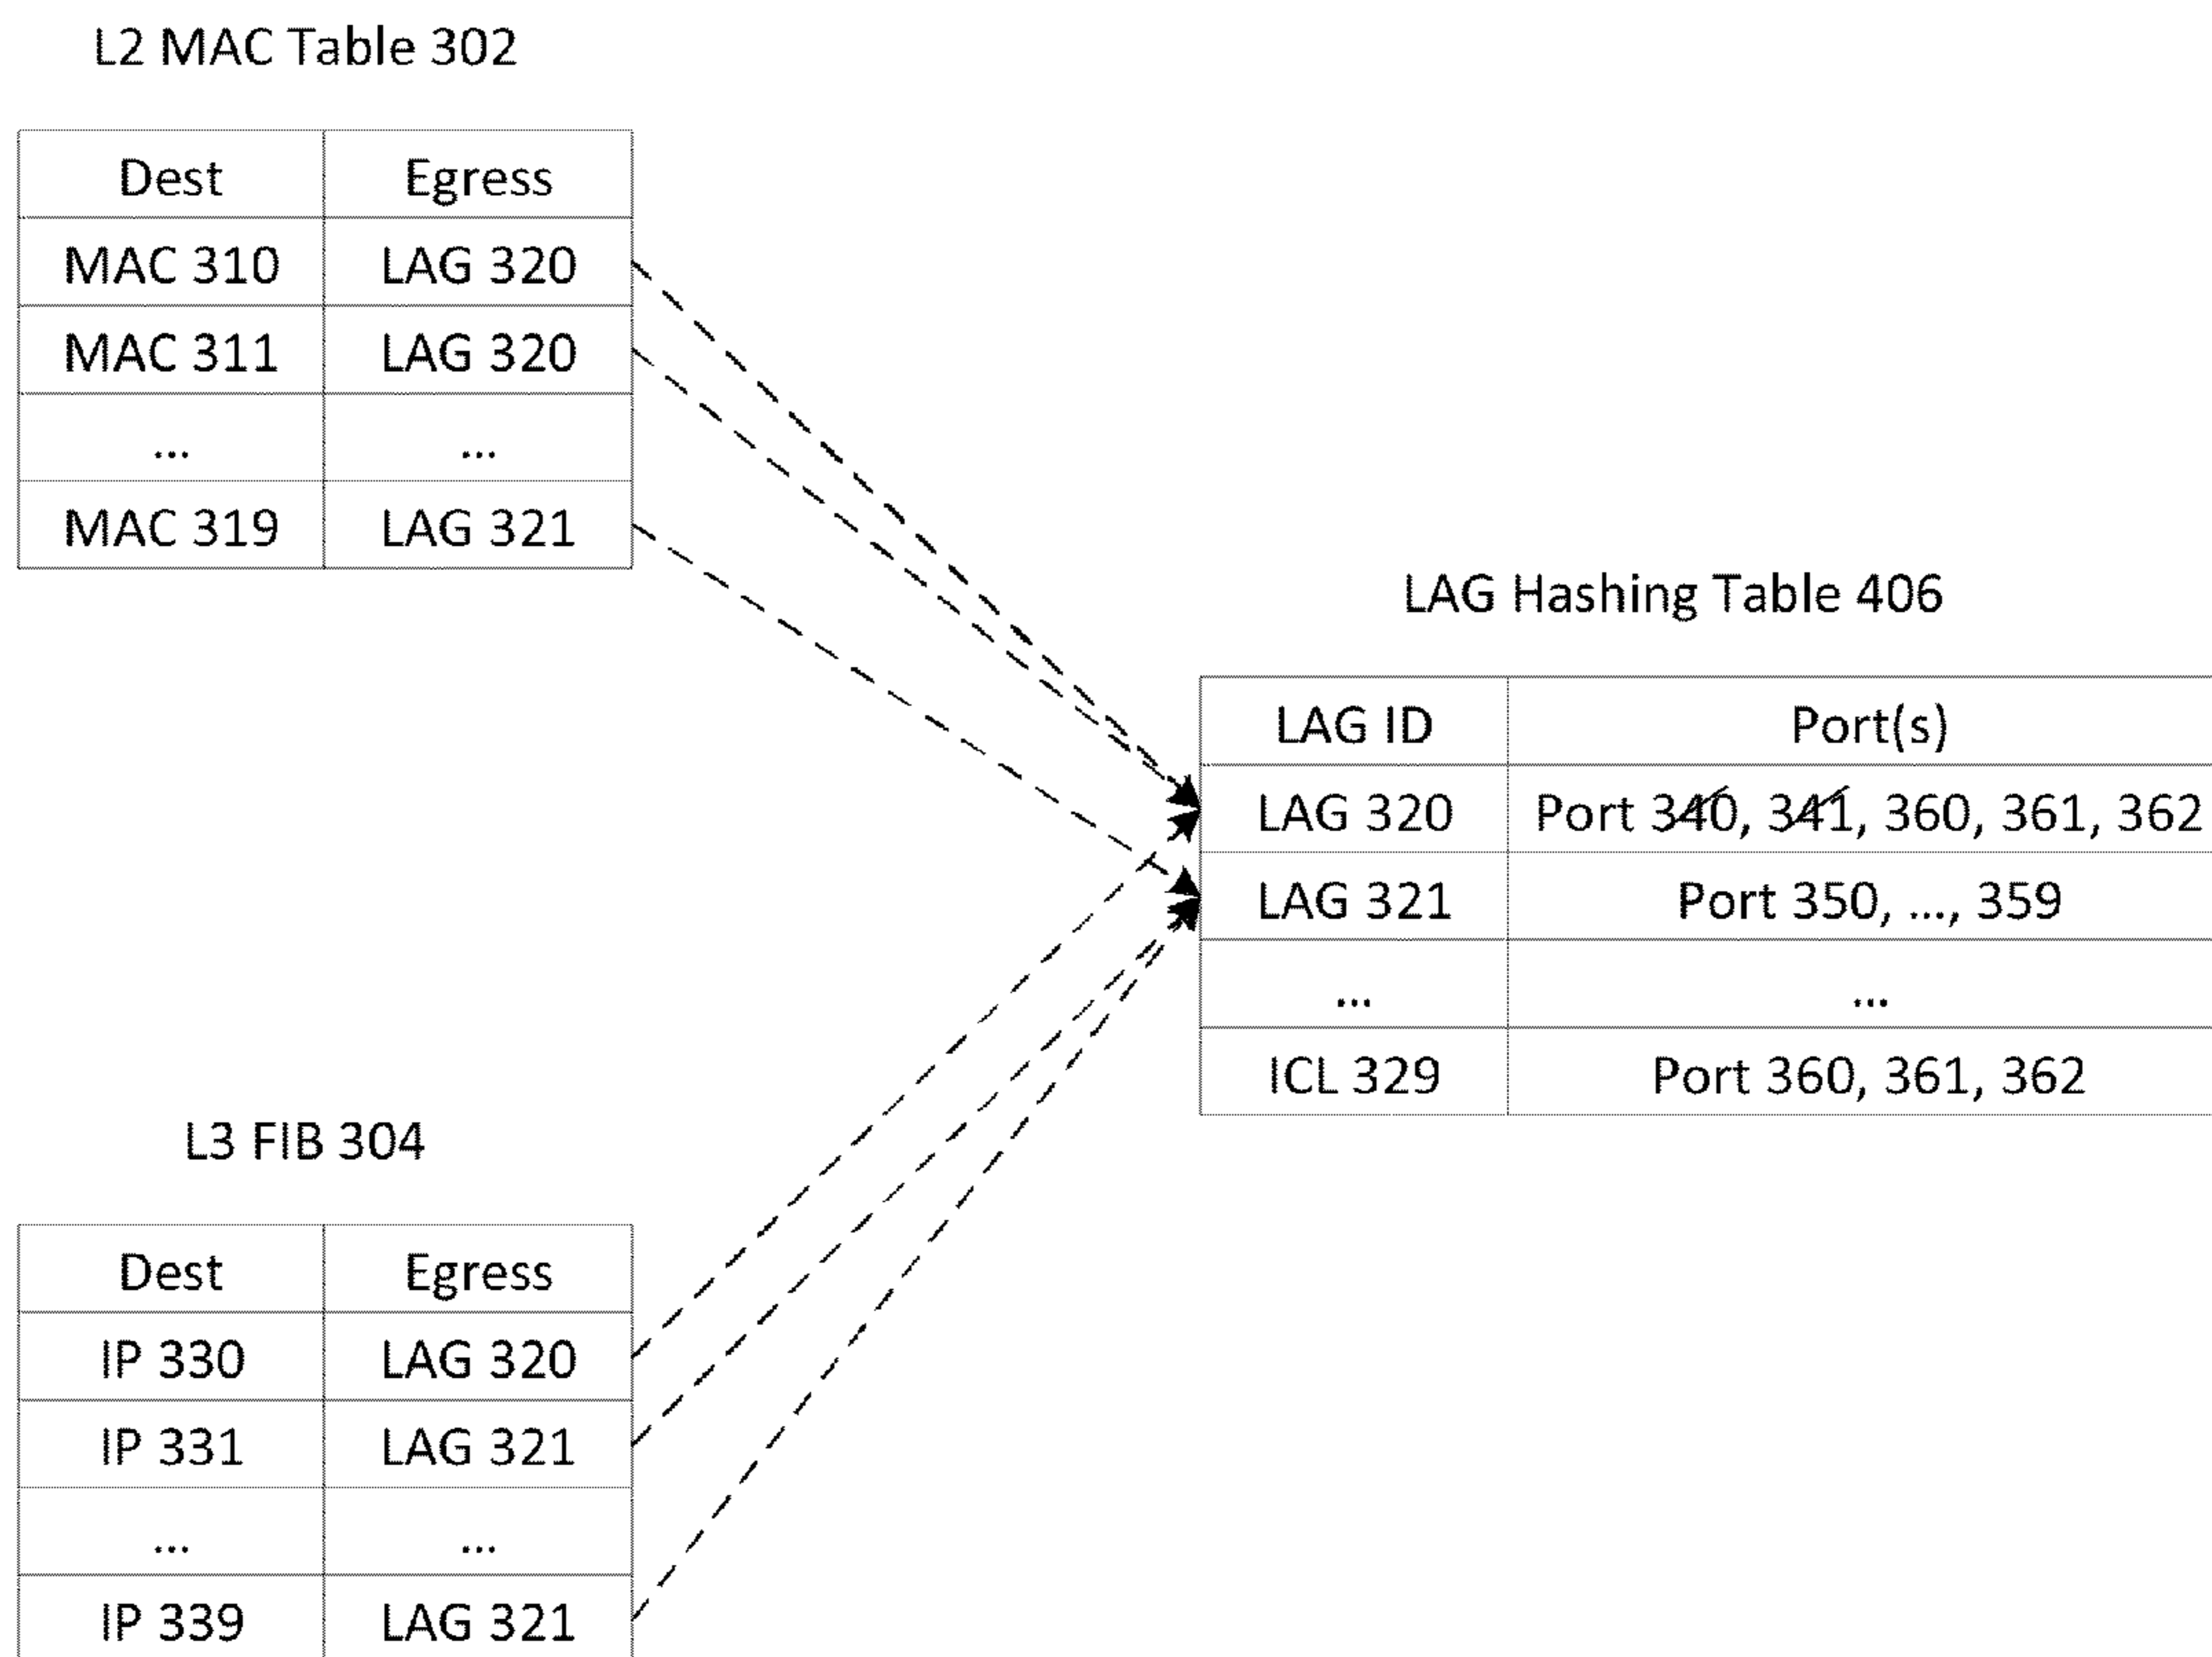 L2 MAC Table 302
Dest Egress
MAC 310 LAG 320
MAC 311 LAG 320
... ...
MAC 319 LAG 321
LAG Hashing Table 406
LAG ID Port(s)
LAG 320 Port 340, 341, 360, 361, 362
LAG 321 Port 350, ..., 359
... ...
ICL 329 Port 360, 361, 362
L3 FIB 304
Dest Egress
IP 330 LAG 320
IP 331 LAG 321
... ...
IP 339 LAG 321